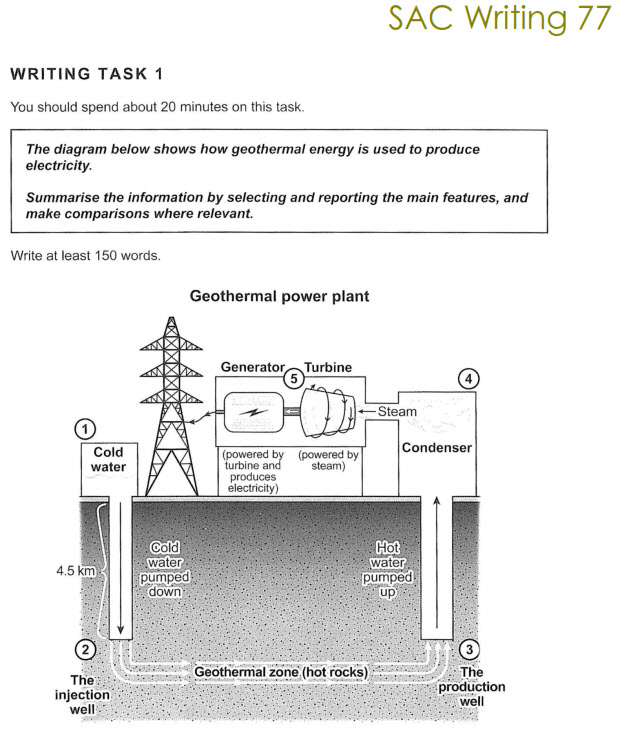 SAC Writing 77
WRITING TASK 1
You should spend about 20 minutes on this task.
The diagram below shows how geothermal energy is used to produce
electricity.
Summarise the information by selecting and reporting the main features, and
make comparisons where relevant.
Write at least 150 words.
Geothermal power plant
Generator
5
Turbine
4
Steam
1
Cold
water
Condenser
(powered by
turbine and
produces
electricity)
(powered by
steam)
4.5 km
Cold
water
pumped
down
Hot
water
pumped
up
2
The
injection
well
Geothermal zone (hot rocks)
3
The
production
well